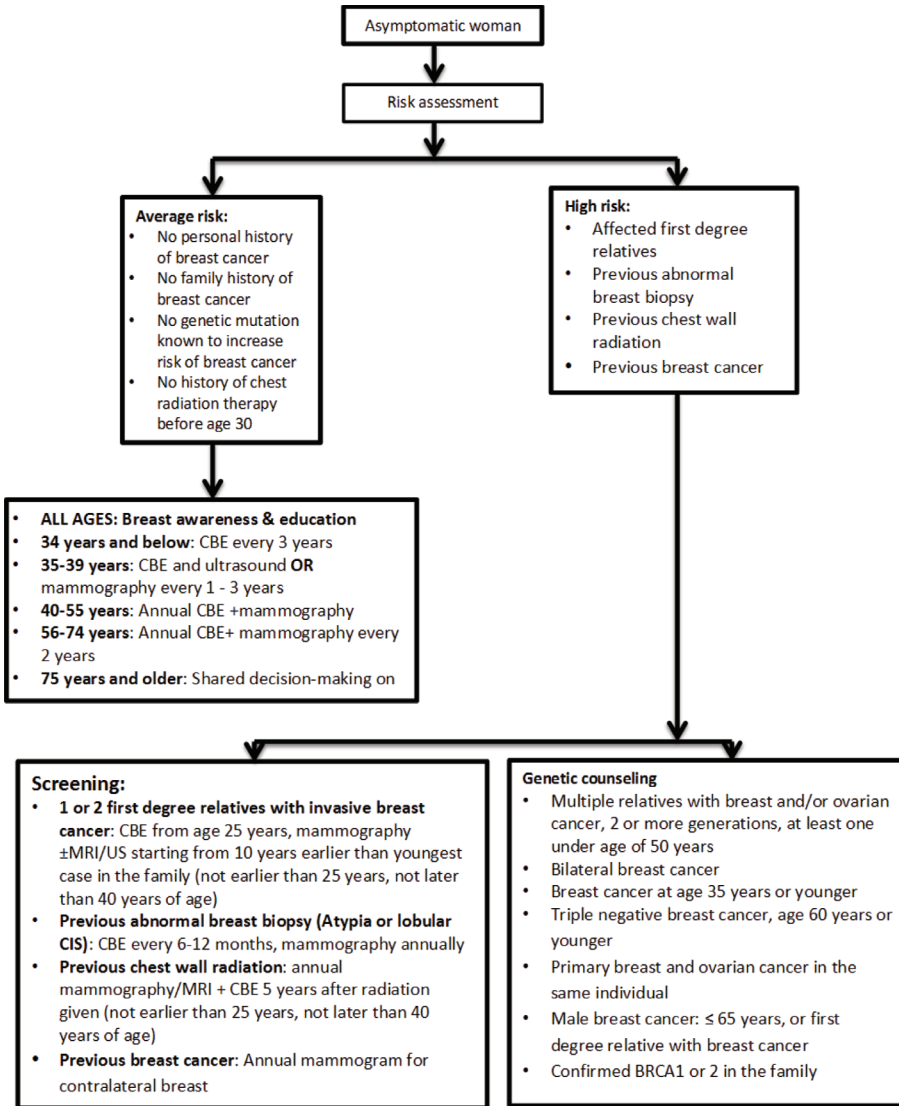 Asymptomatic woman
Risk assessment
Average risk:
• No personal history
of breast cancer
• No family history of
breast cancer
• No genetic mutation
known to increase
risk of breast cancer
• No history of chest
radiation therapy
before age 30
High risk:
• Affected first degree
relatives
• Previous abnormal
breast biopsy
• Previous chest wall
radiation
• Previous breast cancer
• ALL AGES: Breast awareness & education
• 34 years and below: CBE every 3 years
• 35-39 years: CBE and ultrasound OR
mammography every 1 - 3 years
• 40-55 years: Annual CBE +mammography
• 56-74 years: Annual CBE+ mammography every
2 years
• 75 years and older: Shared decision-making on
Screening:
• 1 or 2 first degree relatives with invasive breast
cancer: CBE from age 25 years, mammography
±MRI/US starting from 10 years earlier than youngest
case in the family (not earlier than 25 years, not later
than 40 years of age)
• Previous abnormal breast biopsy (Atypia or lobular
CIS): CBE every 6-12 months, mammography annually
• Previous chest wall radiation: annual
mammography/MRI + CBE 5 years after radiation
given (not earlier than 25 years, not later than 40
years of age)
• Previous breast cancer: Annual mammogram for
contralateral breast
Genetic counseling
• Multiple relatives with breast and/or ovarian
cancer, 2 or more generations, at least one
under age of 50 years
• Bilateral breast cancer
• Breast cancer at age 35 years or younger
• Triple negative breast cancer, age 60 years or
younger
• Primary breast and ovarian cancer in the
same individual
• Male breast cancer: ≤ 65 years, or first
degree relative with breast cancer
• Confirmed BRCA1 or 2 in the family